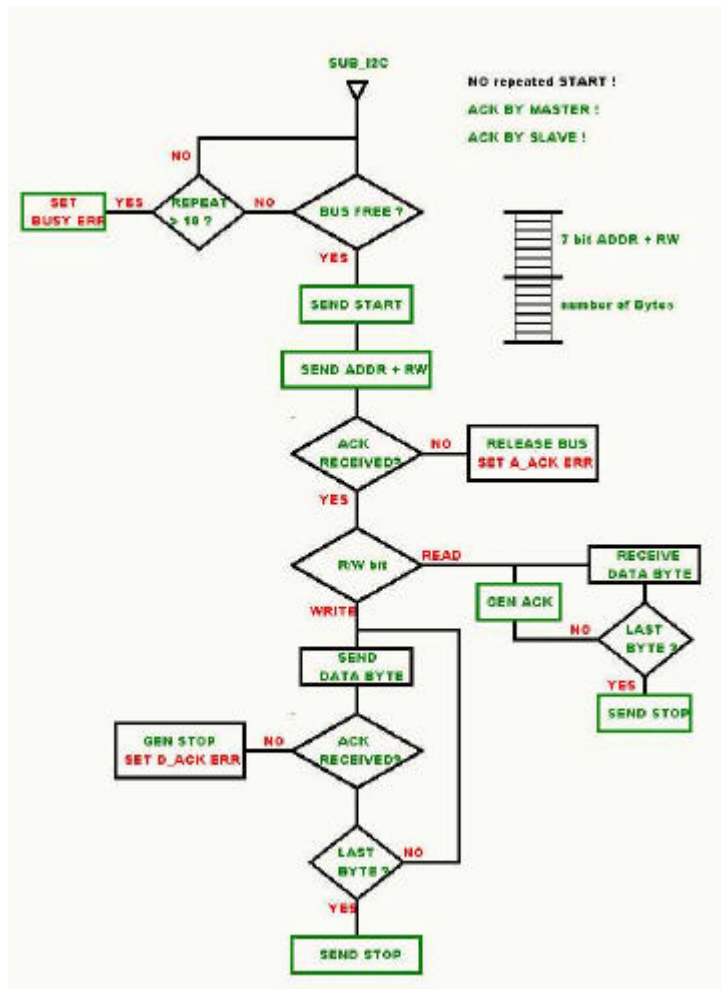 SUB_I2C
NO repeated START !
ACK BY MASTER !
ACK BY SLAVE !
NO
SET
BUSY ERR
YES
REPEAT
> 10 ?
NO
BUS FREE ?
YES
7 bit ADDR + RW
number of Bytes
SEND START
SEND ADDR + RW
ACK
RECEIVED?
NO
RELEASE BUS
SET A_ACK ERR
YES
R/W bit
READ
RECEIVE
DATA BYTE
GEN ACK
NO
LAST
BYTE ?
YES
SEND STOP
WRITE
SEND
DATA BYTE
GEN STOP
SET D_ACK ERR
NO
ACK
RECEIVED?
LAST
BYTE ?
NO
YES
SEND STOP